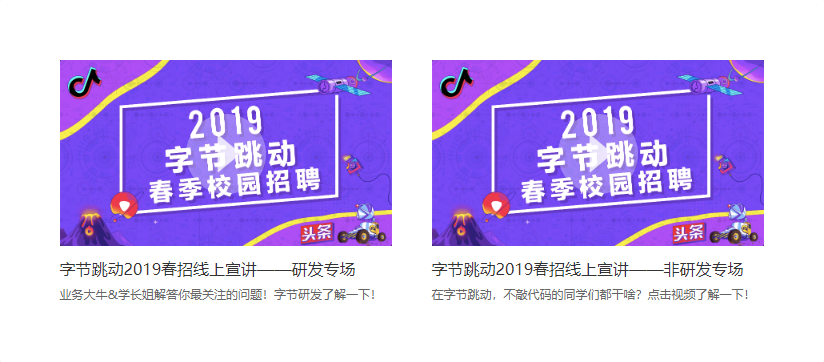 2019
字节跳动
春季校园招聘
头条
字节跳动2019春招线上宣讲——研发专场
业务大牛&学长姐解答你最关注的问题！字节研发了解一下！
2019
字节跳动
春季校园招聘
头条
字节跳动2019春招线上宣讲——非研发专场
在字节跳动，不敲代码的同学们都干啥？点击视频了解一下！